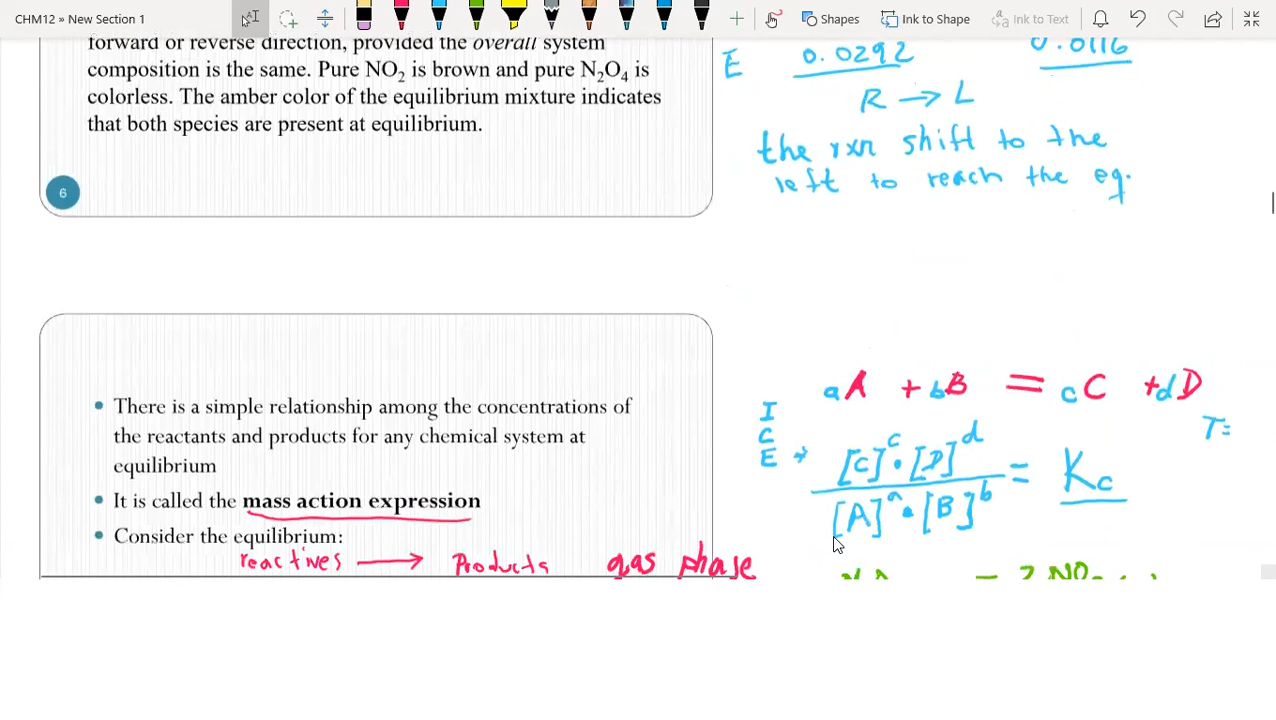 CHM12 » New Section 1
Shapes
Ink to Shape
Ink to Text
forward or reverse direction, provided the overall system
composition is the same. Pure NO₂ is brown and pure N₂O₄ is
colorless. The amber color of the equilibrium mixture indicates
that both species are present at equilibrium.
6
E 0.0292 0.0116
R → L
the rxn shift to the
left to reach the eq.
• There is a simple relationship among the concentrations of
the reactants and products for any chemical system at
equilibrium
• It is called the mass action expression
• Consider the equilibrium:
reactives → Products gas phase
aA + bB = cC + dD
I
C
E →
T=
[C]ᶜ • [D]ᵈ
[A]ᵃ • [B]ᵇ
= Kc
= 2 NO₂